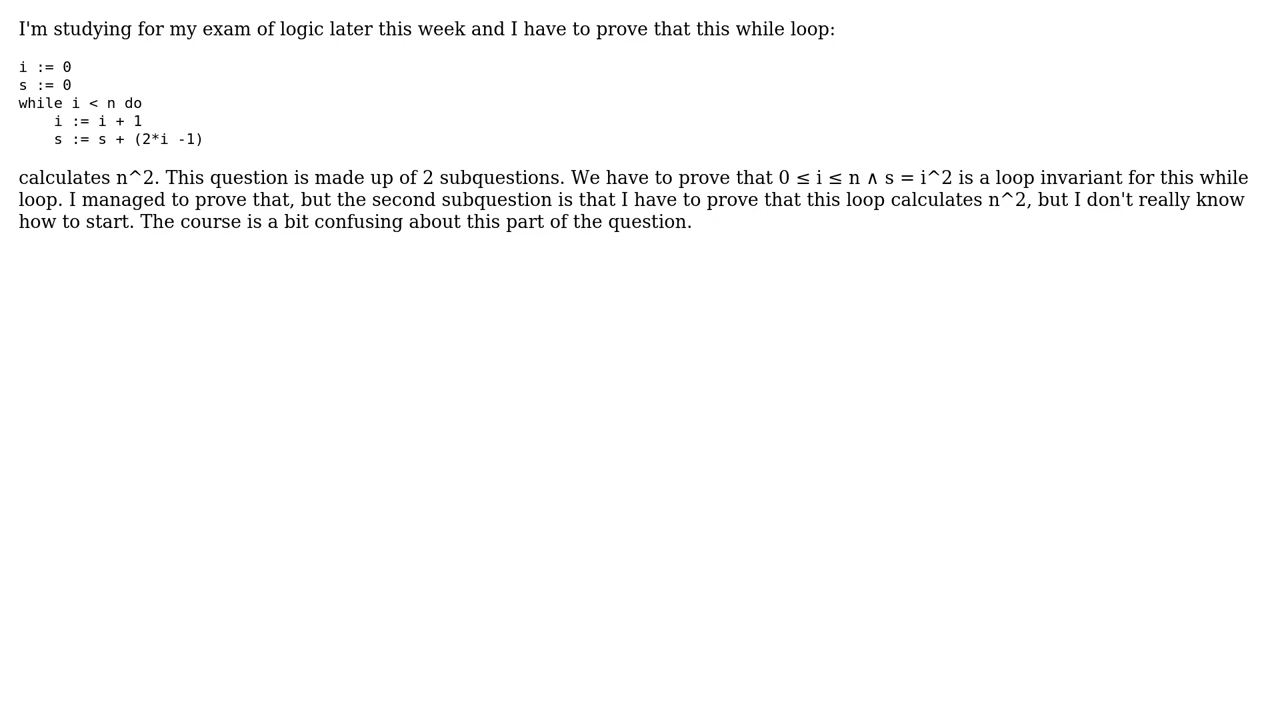 I'm studying for my exam of logic later this week and I have to prove that this while loop:
i := 0
s := 0
while i < n do
    i := i + 1
    s := s + (2*i -1)
calculates n^2. This question is made up of 2 subquestions. We have to prove that 0 ≤ i ≤ n ∧ s = i^2 is a loop invariant for this while
loop. I managed to prove that, but the second subquestion is that I have to prove that this loop calculates n^2, but I don't really know
how to start. The course is a bit confusing about this part of the question.